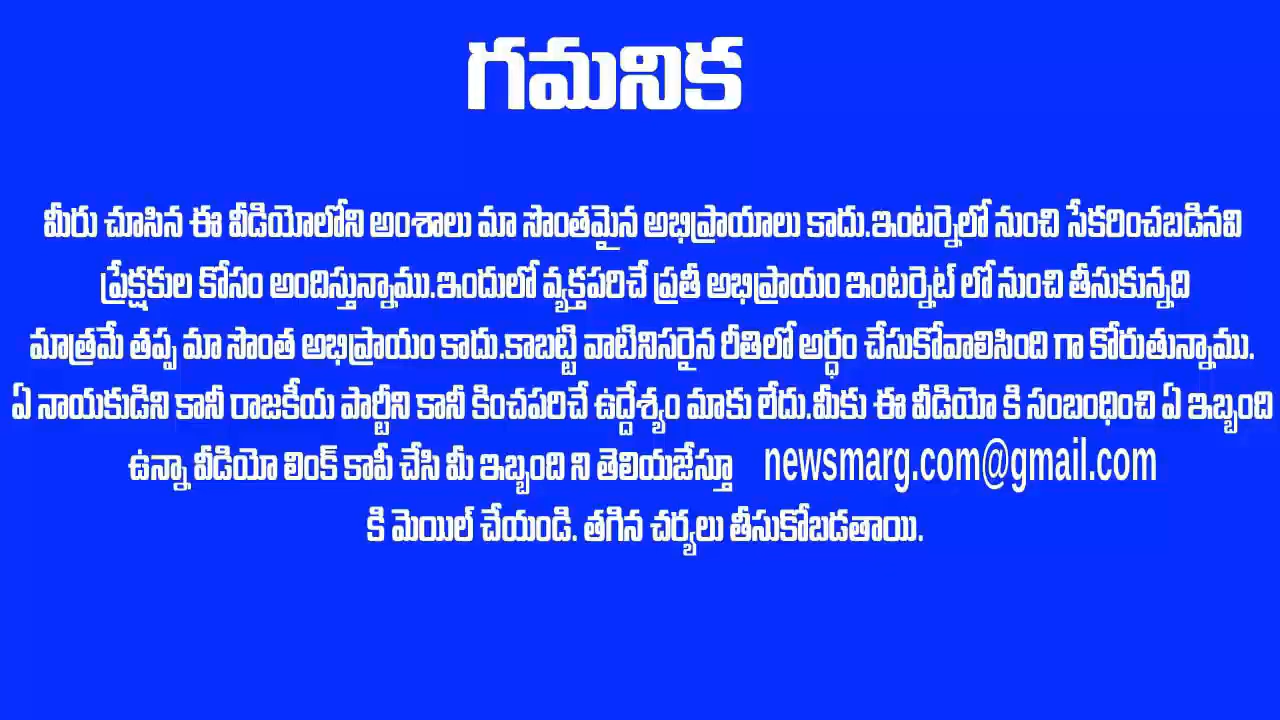 గమనిక
మీరు చూసిన ఈ వీడియోలోని అంశాలు మా సొంతమైన అభిప్రాయాలు కాదు.ఇంటర్నెలో నుంచి సేకరించబడినవి
ప్రేక్షకుల కోసం అందిస్తున్నాము.ఇందులో వ్యక్తపరిచే ప్రతీ అభిప్రాయం ఇంటర్నెట్ లో నుంచి తీసుకున్నది
మాత్రమే తప్ప మా సొంత అభిప్రాయం కాదు.కాబట్టి వాటినిసరైన రీతిలో అర్ధం చేసుకోవాలిసింది గా కోరుతున్నాము.
ఏ నాయకుడిని కానీ రాజకీయ పార్టీని కానీ కించపరిచే ఉద్దేశ్యం మాకు లేదు.మీకు ఈ వీడియో కి సంబంధించి ఏ ఇబ్బంది
ఉన్నా వీడియో లింక్ కాపీ చేసి మీ ఇబ్బంది ని తెలియజేస్తూ newsmarg.com@gmail.com
కి మెయిల్ చేయండి. తగిన చర్యలు తీసుకోబడతాయి.